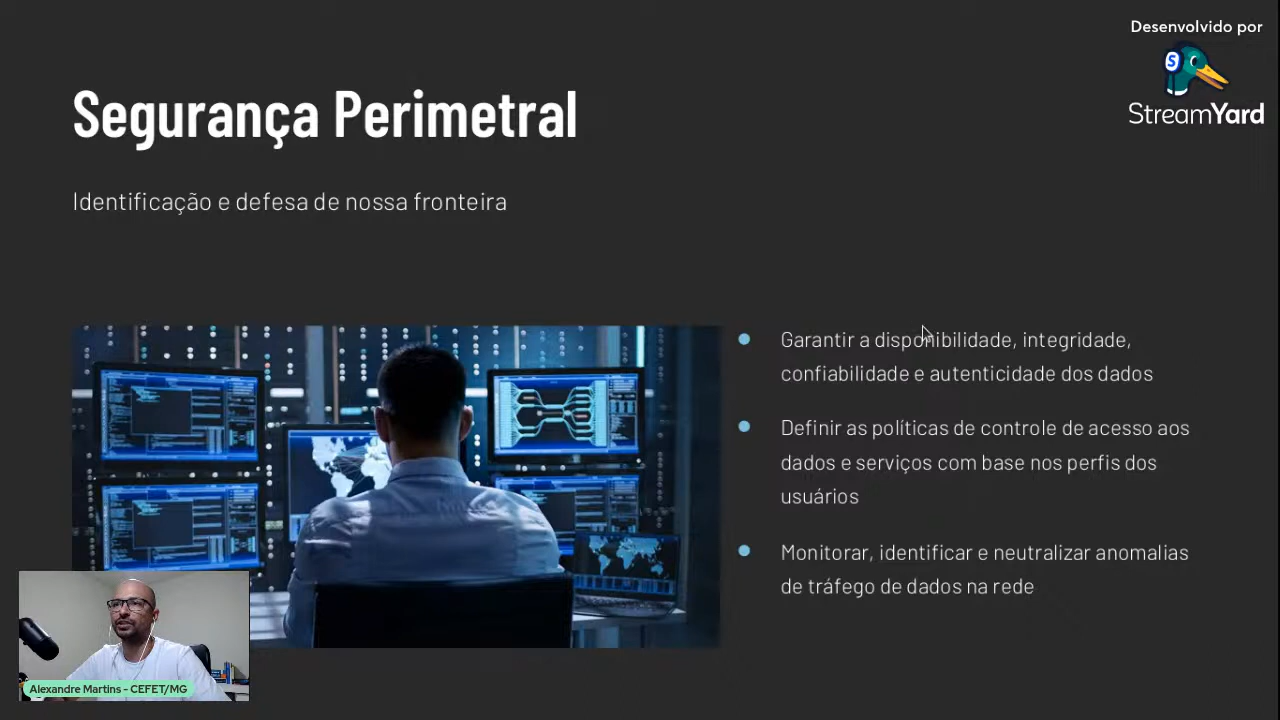 Desenvolvido por
S
StreamYard
Segurança Perimetral
Identificação e defesa de nossa fronteira
Garantir a disponibilidade, integridade,
confiabilidade e autenticidade dos dados
Definir as políticas de controle de acesso aos
dados e serviços com base nos perfis dos
usuários
Monitorar, identificar e neutralizar anomalias
de tráfego de dados na rede
Alexandre Martins - CEFET/MG